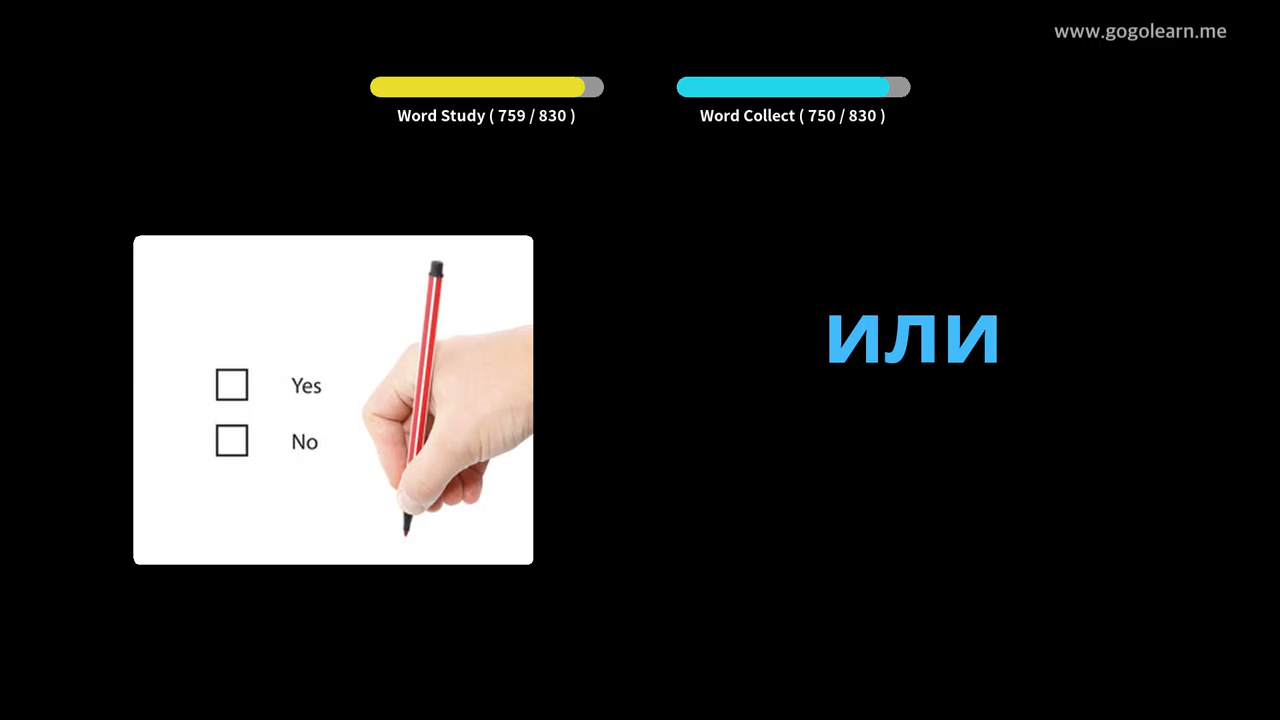 www.gogolearn.me
Word Study ( 759 / 830 )
Word Collect ( 750 / 830 )
Yes
No
или